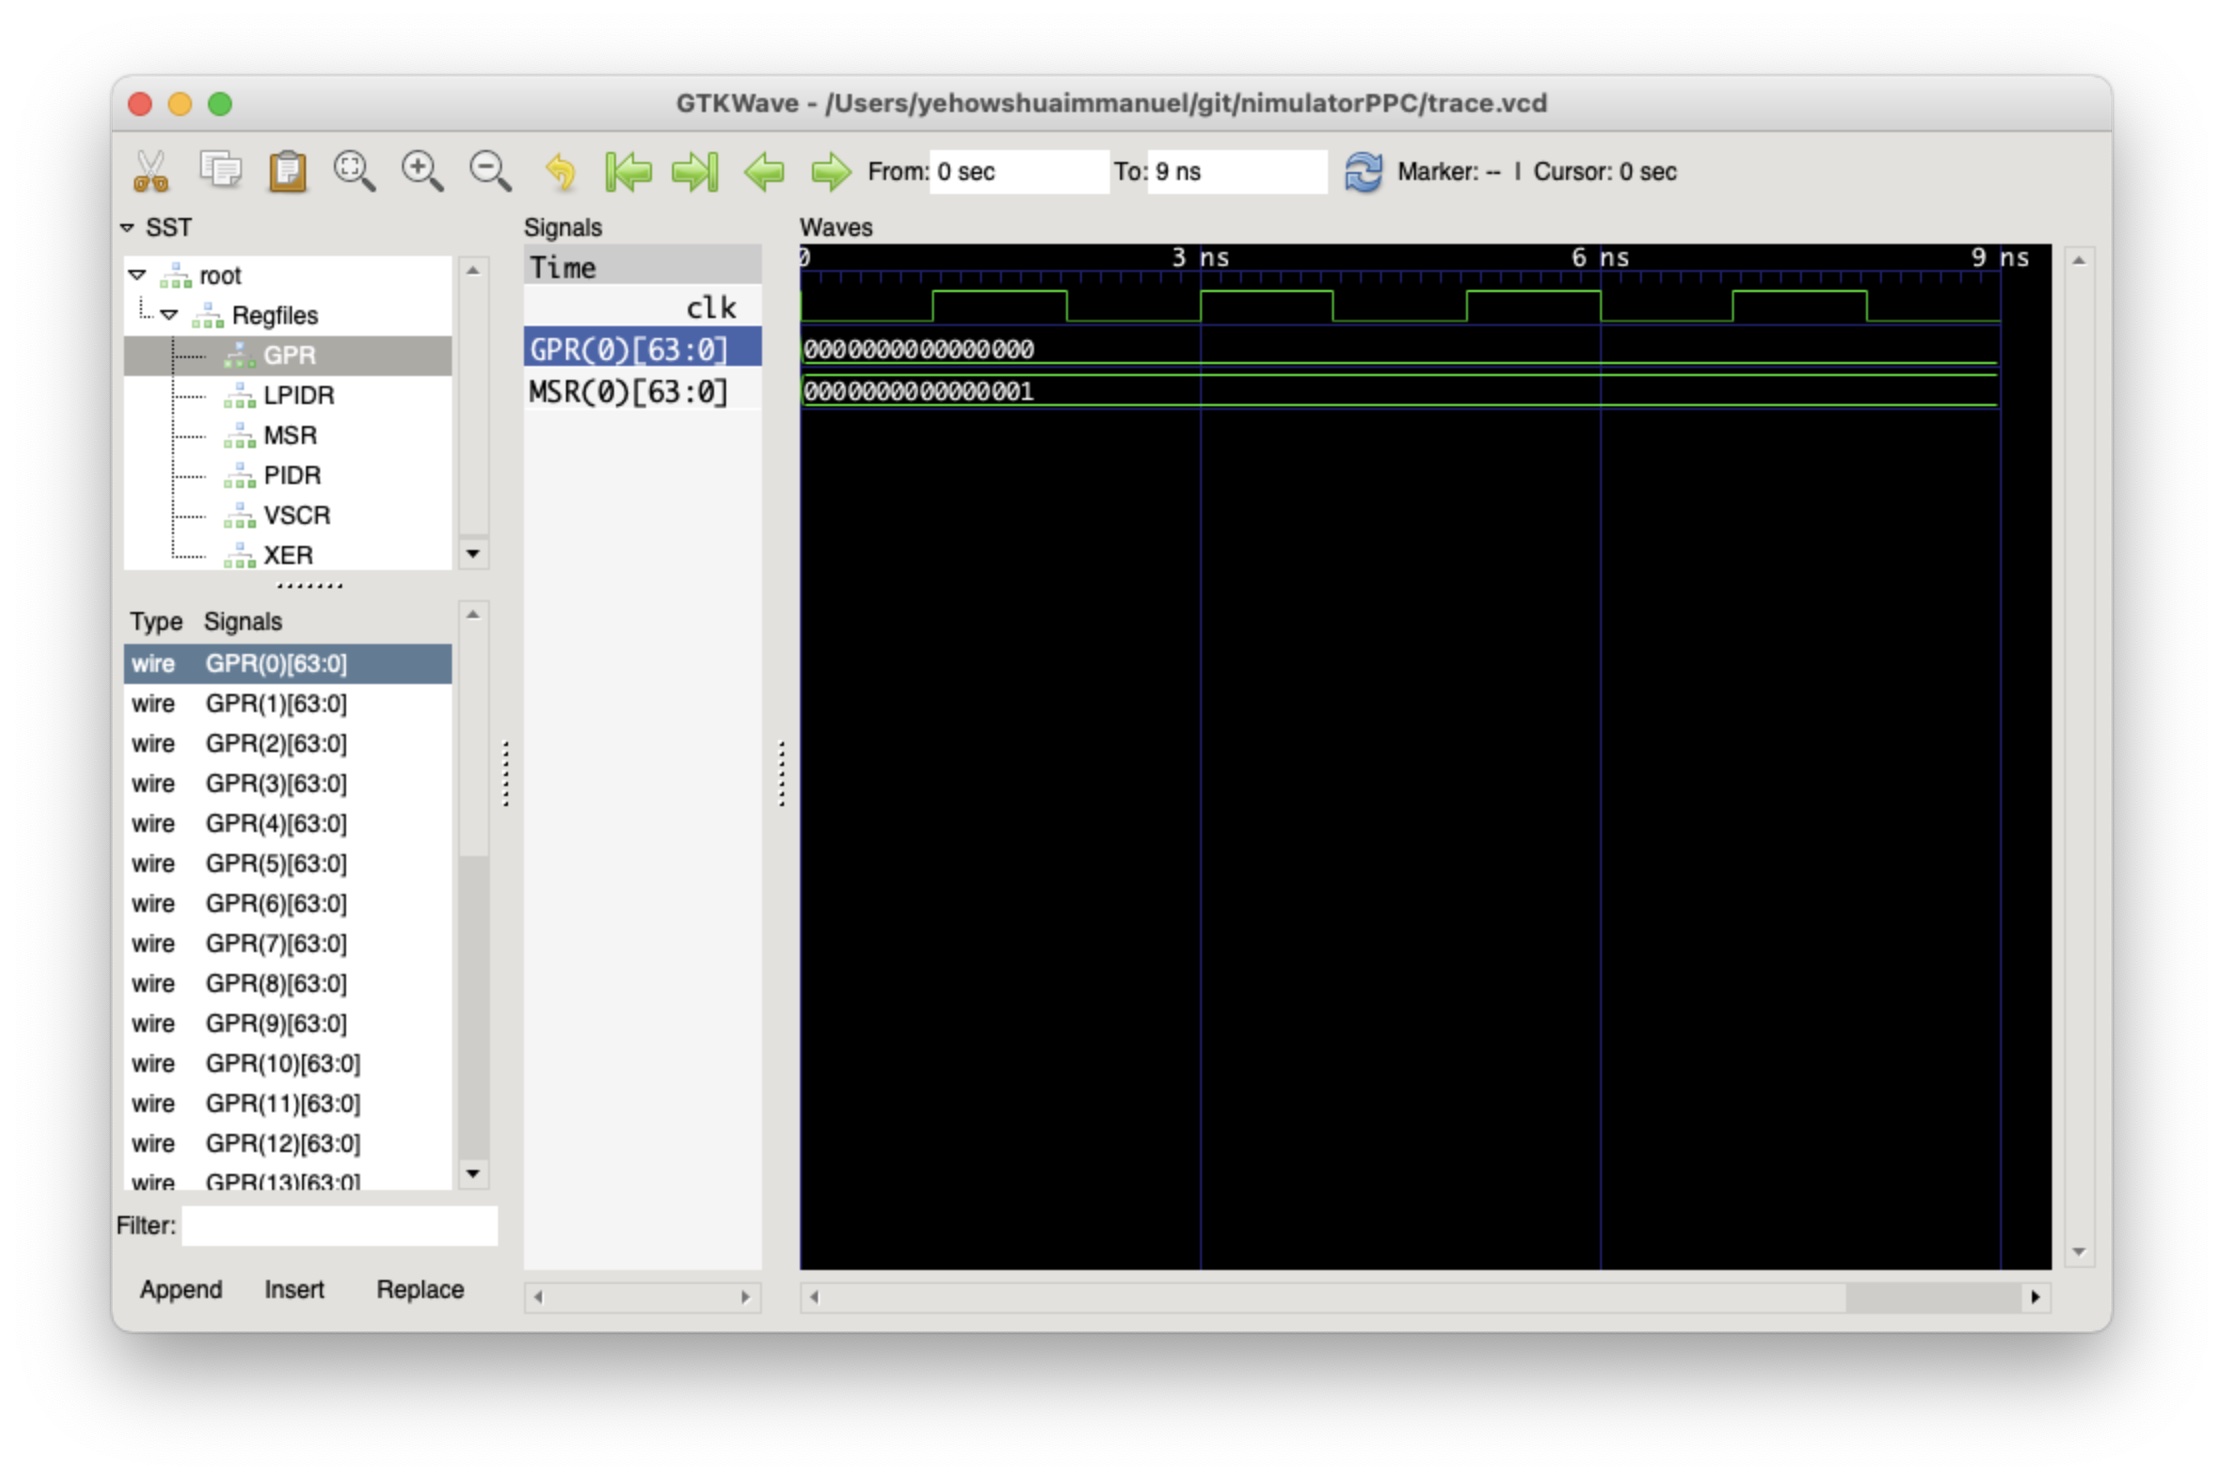 GTKWave - /Users/yehowshuaimmanuel/git/nimulatorPPC/trace.vcd
From: 0 sec To: 9 ns Marker: -- | Cursor: 0 sec
SST
root
Regfiles
GPR
LPIDR
MSR
PIDR
VSCR
XER
Type Signals
wire GPR(0)[63:0]
wire GPR(1)[63:0]
wire GPR(2)[63:0]
wire GPR(3)[63:0]
wire GPR(4)[63:0]
wire GPR(5)[63:0]
wire GPR(6)[63:0]
wire GPR(7)[63:0]
wire GPR(8)[63:0]
wire GPR(9)[63:0]
wire GPR(10)[63:0]
wire GPR(11)[63:0]
wire GPR(12)[63:0]
wire GPR(13)[63:0]
Filter:
Append Insert Replace
Signals
Time
clk
GPR(0)[63:0]
MSR(0)[63:0]
Waves
0 3 ns 6 ns 9 ns
0000000000000000
0000000000000001